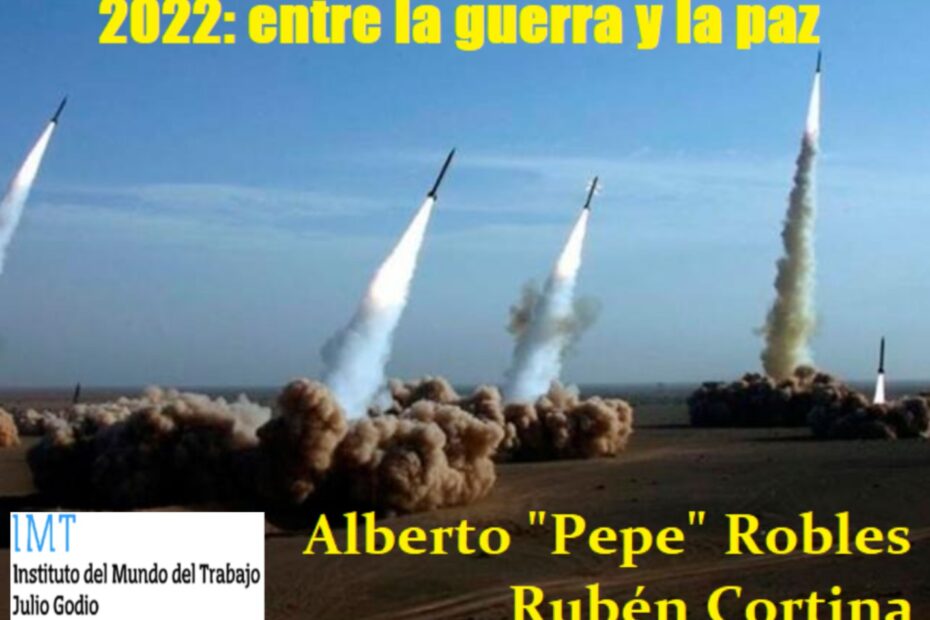 2022: entre la guerra y la paz
IMT
Instituto del Mundo del Trabajo
Julio Godio
Alberto "Pepe" Robles
Rubén Cortina